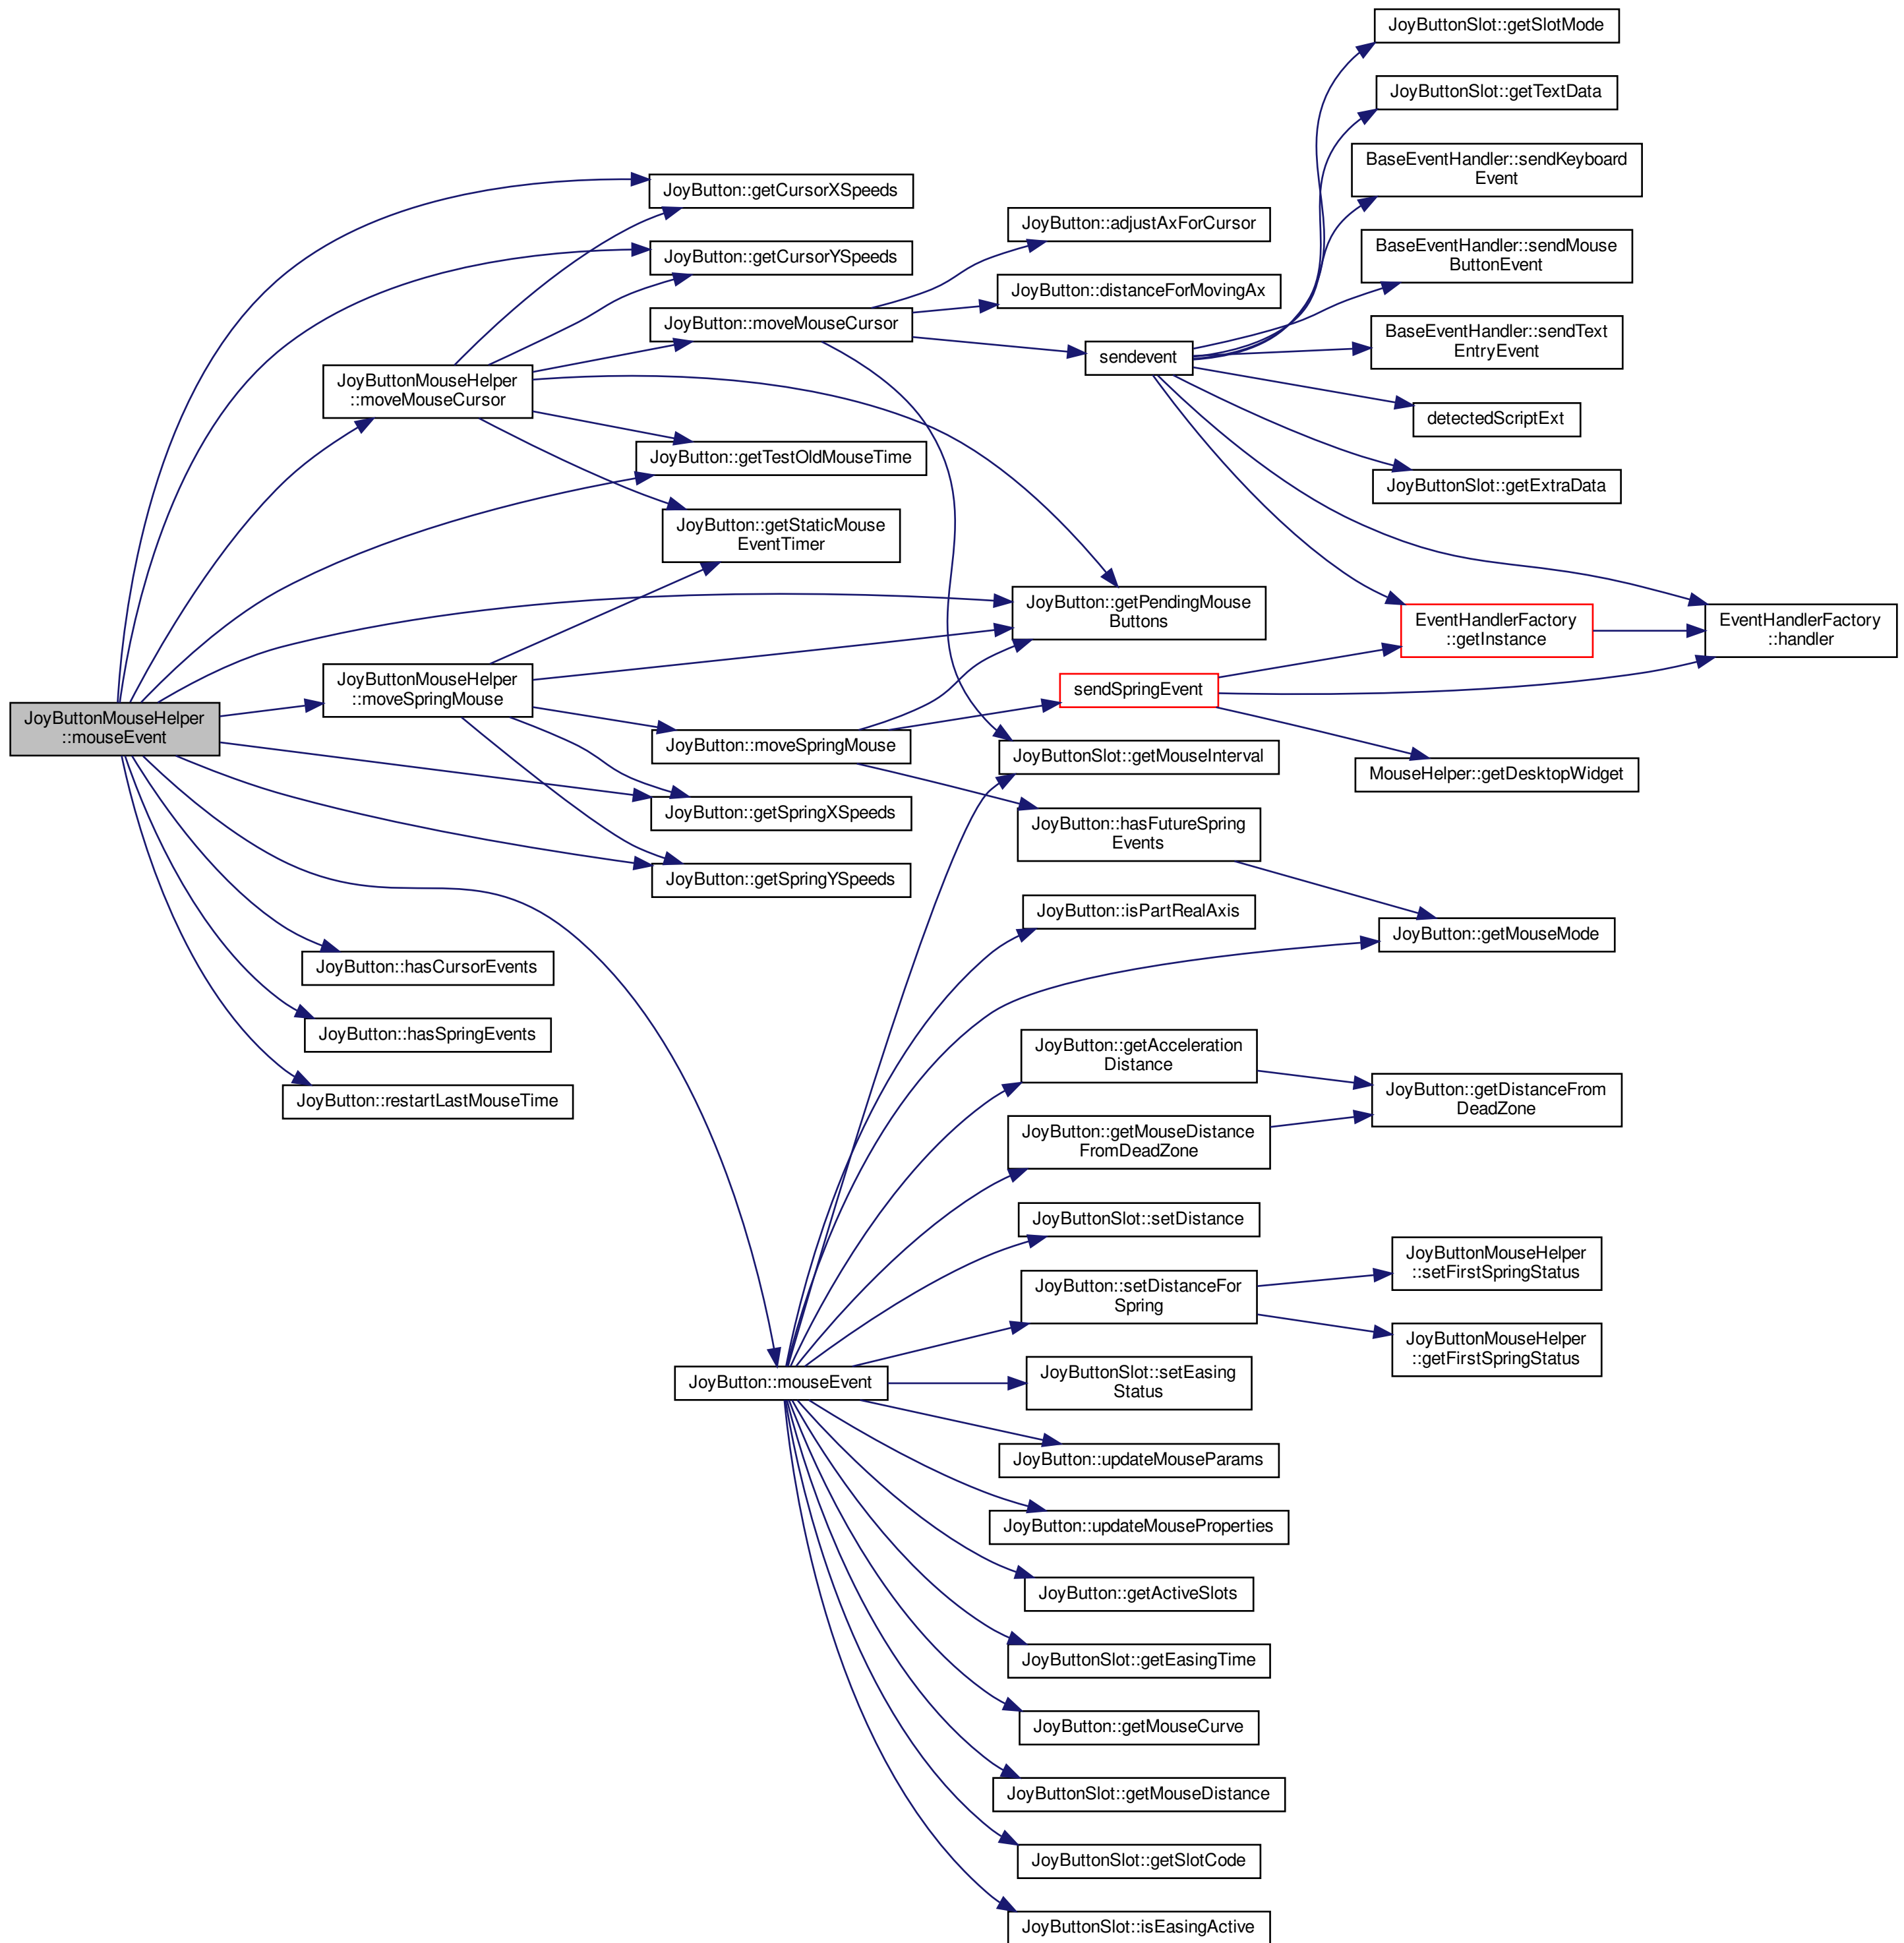 JoyButtonMouseHelper
::mouseEvent
JoyButtonMouseHelper
::moveMouseCursor
JoyButtonMouseHelper
::moveSpringMouse
JoyButton::hasCursorEvents
JoyButton::hasSpringEvents
JoyButton::restartLastMouseTime
JoyButton::getCursorXSpeeds
JoyButton::getCursorYSpeeds
JoyButton::moveMouseCursor
JoyButton::getTestOldMouseTime
JoyButton::getStaticMouse
EventTimer
JoyButton::moveSpringMouse
JoyButton::getSpringXSpeeds
JoyButton::getSpringYSpeeds
JoyButton::mouseEvent
JoyButton::adjustAxForCursor
JoyButton::distanceForMovingAx
sendevent
JoyButton::getPendingMouse
Buttons
sendSpringEvent
JoyButtonSlot::getMouseInterval
JoyButton::hasFutureSpring
Events
JoyButton::isPartRealAxis
JoyButton::getAcceleration
Distance
JoyButton::getMouseDistance
FromDeadZone
JoyButtonSlot::setDistance
JoyButton::setDistanceFor
Spring
JoyButtonSlot::setEasing
Status
JoyButton::updateMouseParams
JoyButton::updateMouseProperties
JoyButton::getActiveSlots
JoyButtonSlot::getEasingTime
JoyButton::getMouseCurve
JoyButtonSlot::getMouseDistance
JoyButtonSlot::getSlotCode
JoyButtonSlot::isEasingActive
JoyButtonSlot::getSlotMode
JoyButtonSlot::getTextData
BaseEventHandler::sendKeyboard
Event
BaseEventHandler::sendMouse
ButtonEvent
BaseEventHandler::sendText
EntryEvent
detectedScriptExt
JoyButtonSlot::getExtraData
EventHandlerFactory
::getInstance
EventHandlerFactory
::handler
MouseHelper::getDesktopWidget
JoyButton::getMouseMode
JoyButton::getDistanceFrom
DeadZone
JoyButtonMouseHelper
::setFirstSpringStatus
JoyButtonMouseHelper
::getFirstSpringStatus